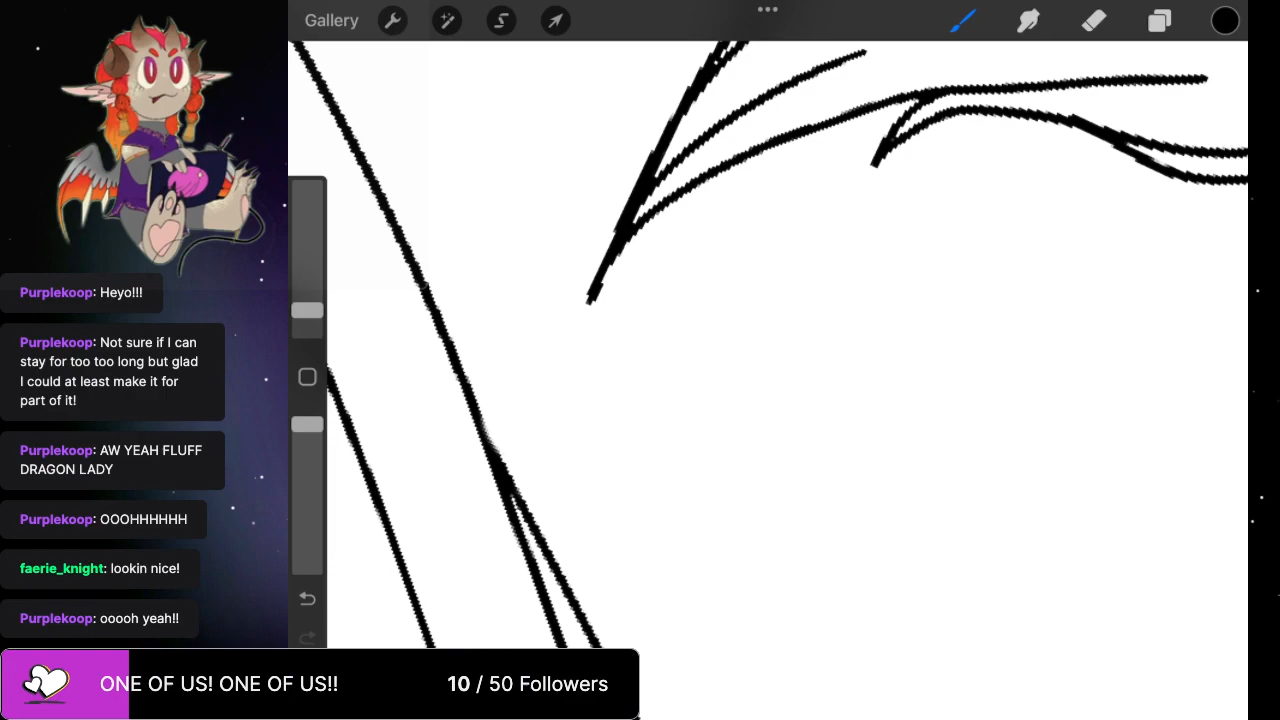 Gallery
Purplekoop: Heyo!!!
Purplekoop: Not sure if I can
stay for too too long but glad
I could at least make it for
part of it!
Purplekoop: AW YEAH FLUFF
DRAGON LADY
Purplekoop: OOOHHHHHH
faerie_knight: lookin nice!
Purplekoop: ooooh yeah!!
ONE OF US! ONE OF US!! 10 / 50 Followers